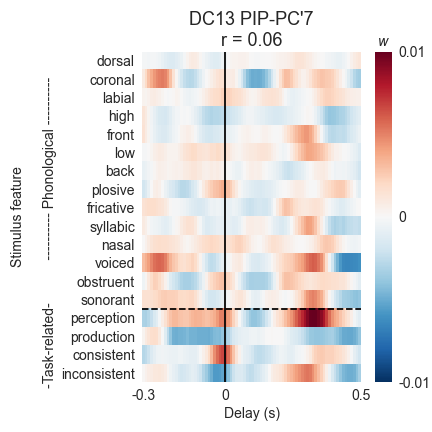 DC13 PIP-PC'7
r = 0.06
w
dorsal
coronal
labial
high
front
low
back
plosive
fricative
syllabic
nasal
voiced
obstruent
sonorant
perception
production
consistent
inconsistent
Stimulus feature
---------- Phonological ----------
-Task-related-
-0.3
0
0.5
Delay (s)
0.01
0
-0.01